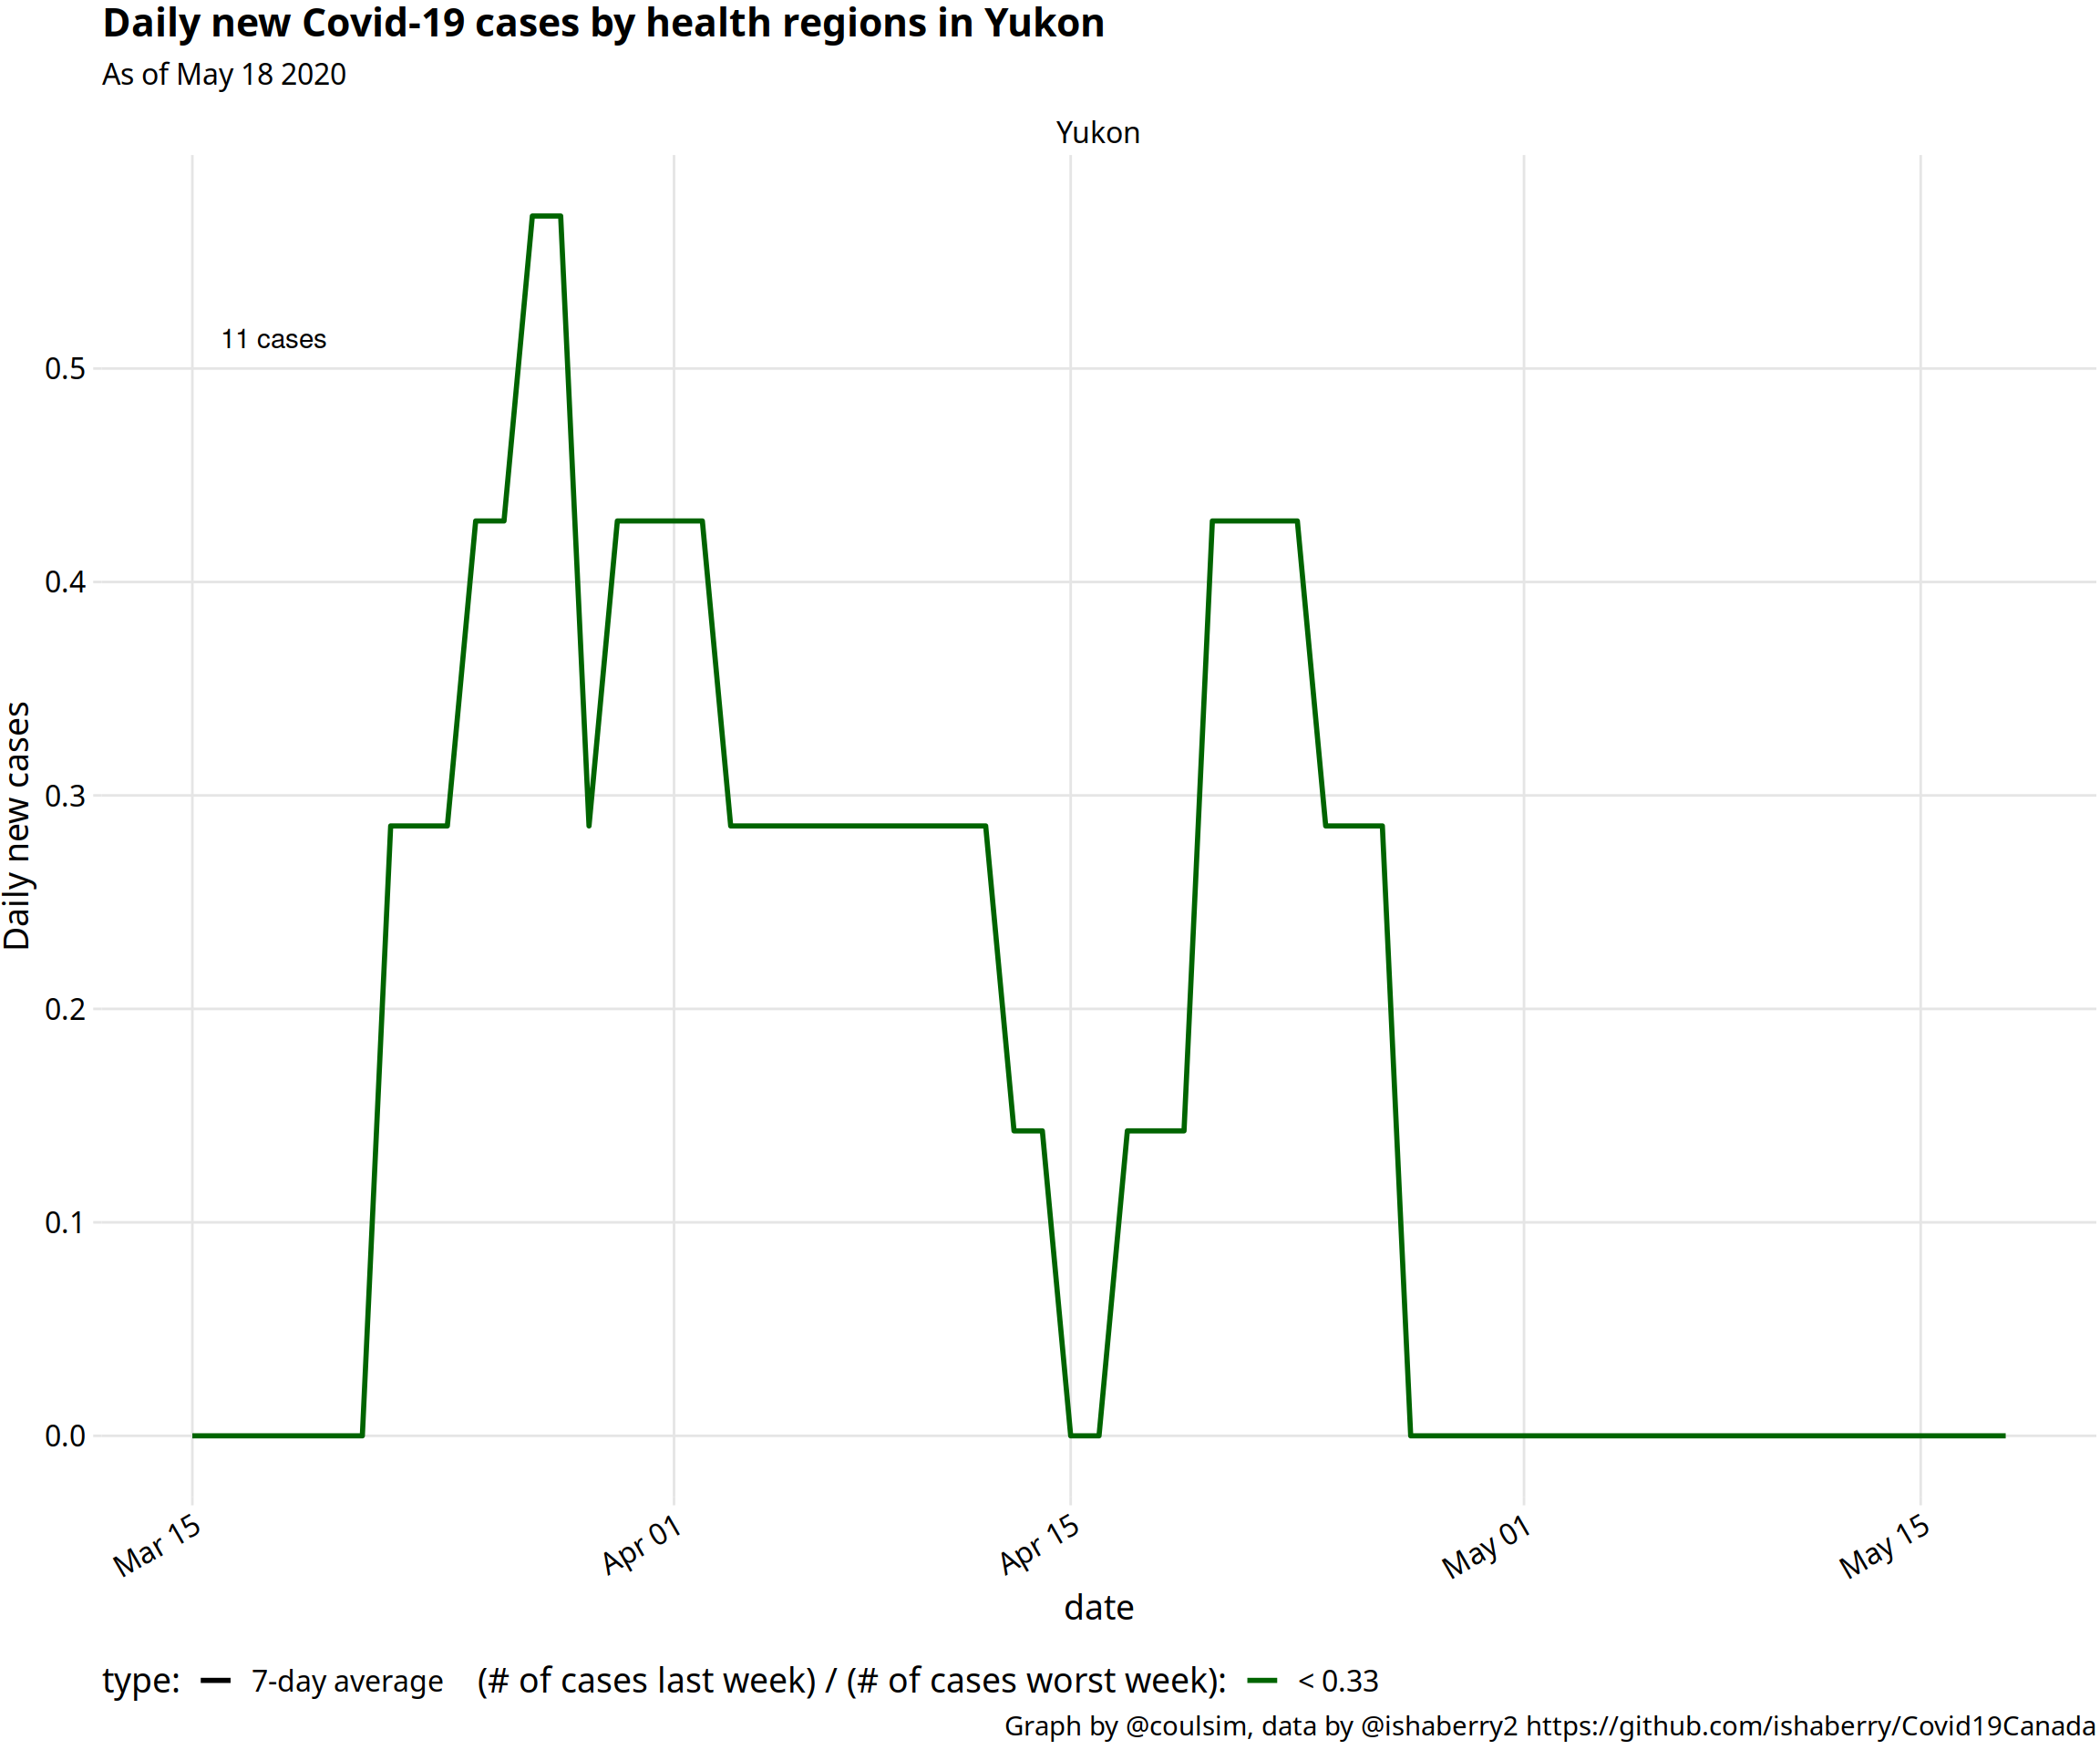 Daily new Covid-19 cases by health regions in Yukon
As of May 18 2020
Yukon
11 cases
0.5
0.4
0.3
0.2
0.1
0.0
Daily new cases
Mar 15
Apr 01
Apr 15
May 01
May 15
date
type: 7-day average (# of cases last week) / (# of cases worst week): < 0.33
Graph by @coulsim, data by @ishaberry2 https://github.com/ishaberry/Covid19Canada